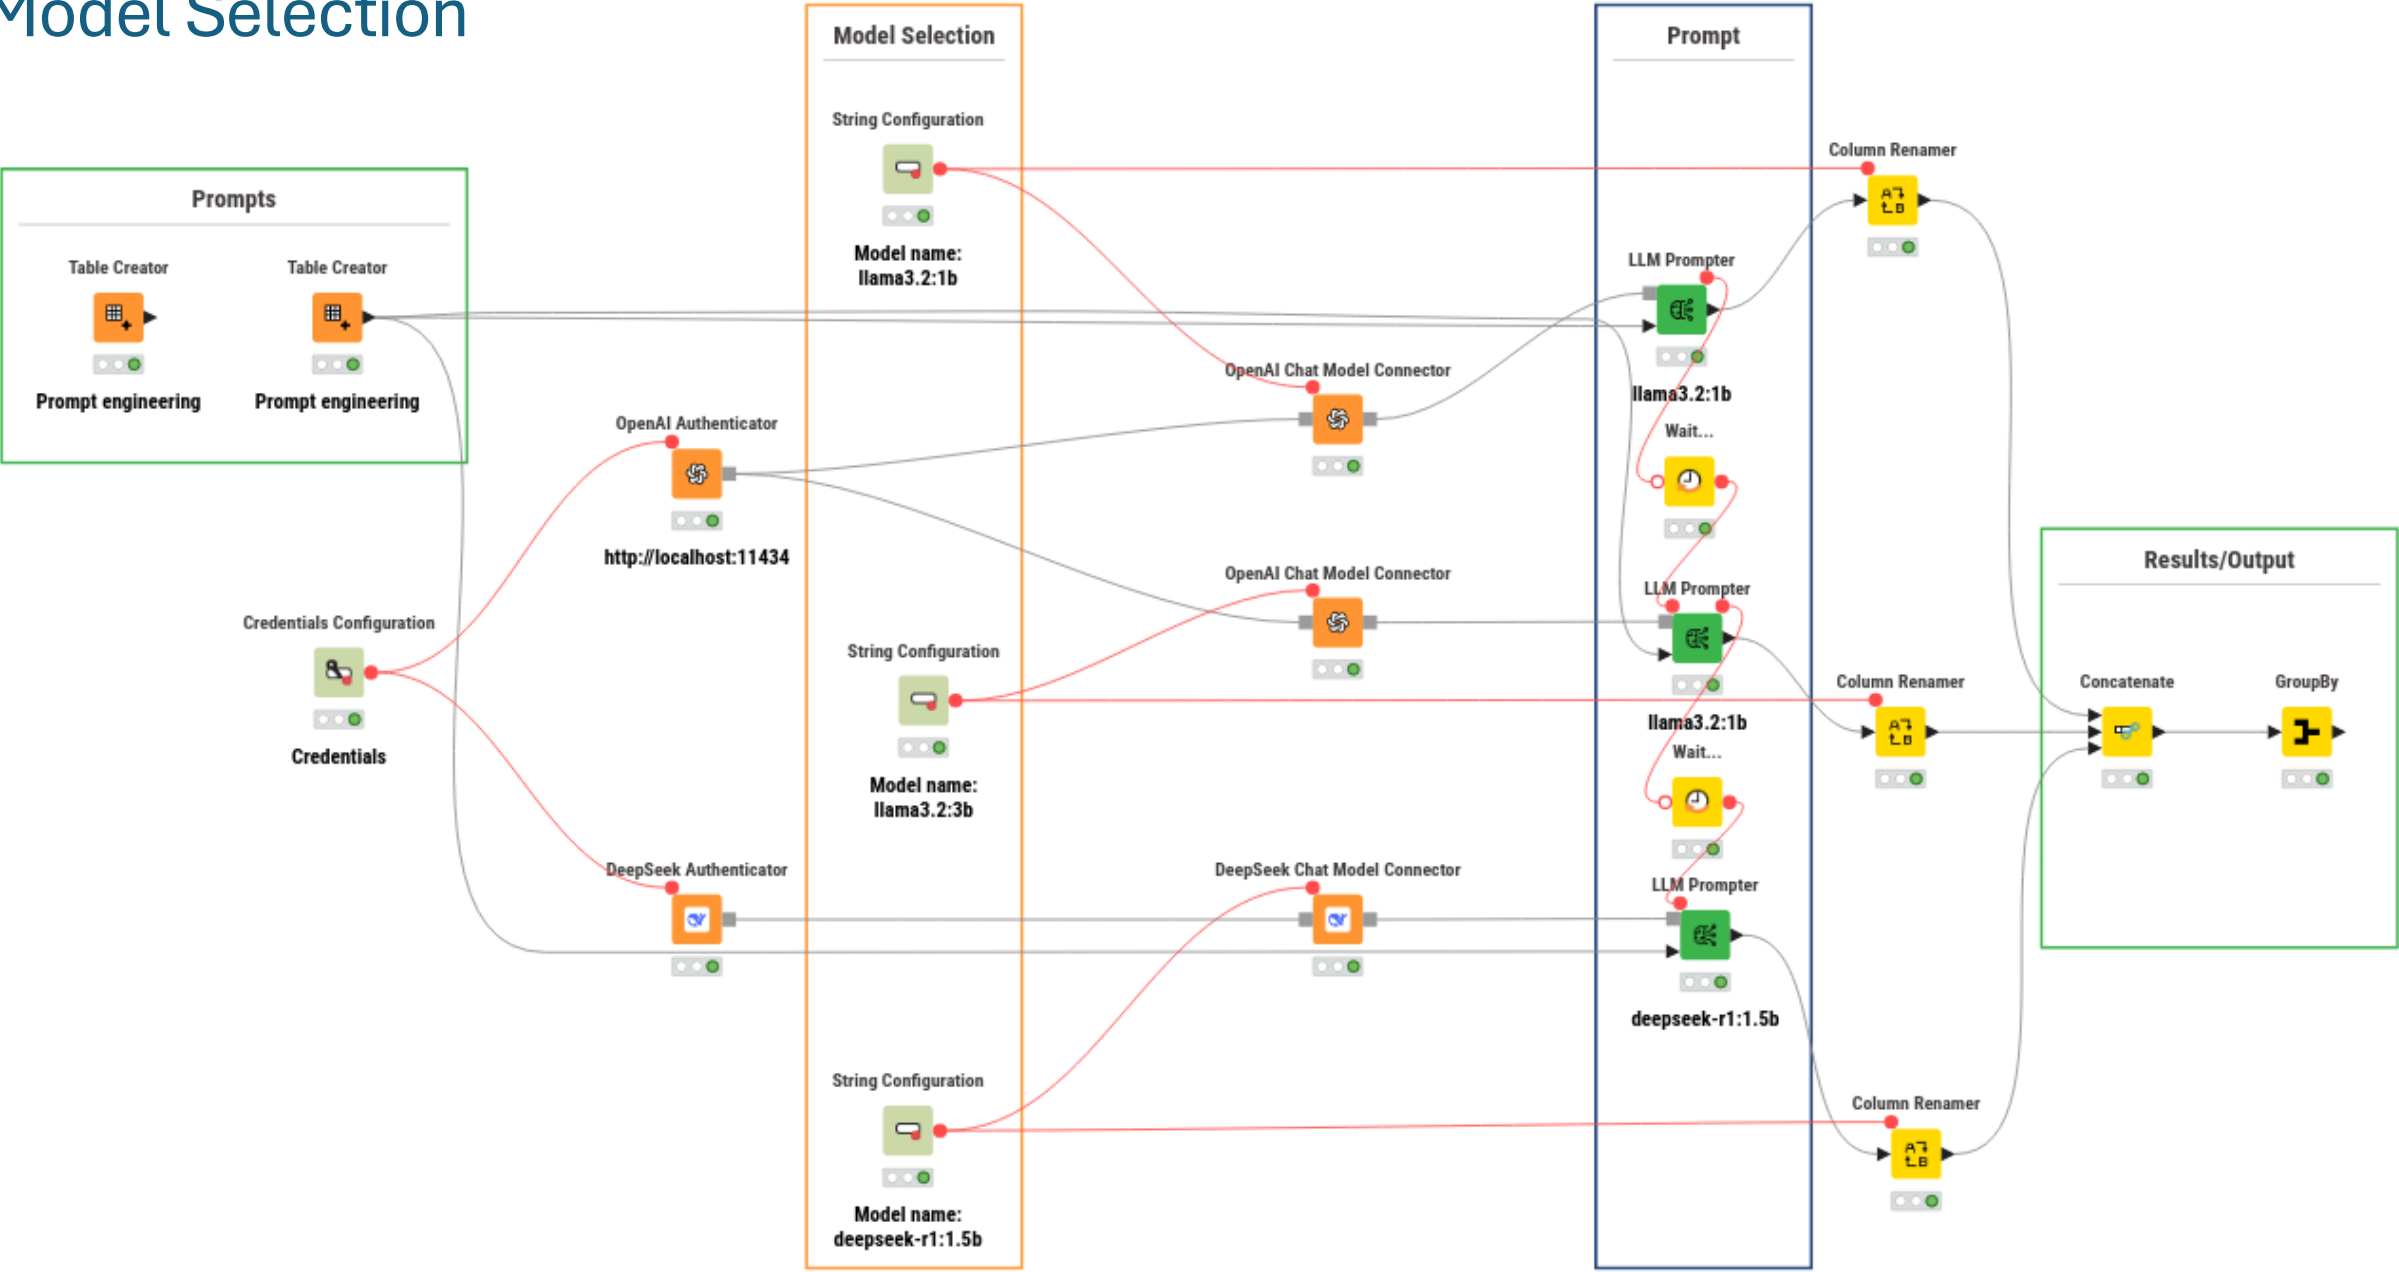 Model Selection
Prompts
Table Creator
Prompt engineering
Table Creator
Prompt engineering
Credentials Configuration
Credentials
OpenAI Authenticator
http://localhost:11434
DeepSeek Authenticator
Model Selection
String Configuration
Model name:
llama3.2:1b
String Configuration
Model name:
llama3.2:3b
String Configuration
Model name:
deepseek-r1:1.5b
OpenAI Chat Model Connector
OpenAI Chat Model Connector
DeepSeek Chat Model Connector
Prompt
LLM Prompter
llama3.2:1b
Wait...
LLM Prompter
llama3.2:1b
Wait...
LLM Prompter
deepseek-r1:1.5b
Column Renamer
A
B
Column Renamer
A
B
Column Renamer
A
B
Results/Output
Concatenate
GroupBy